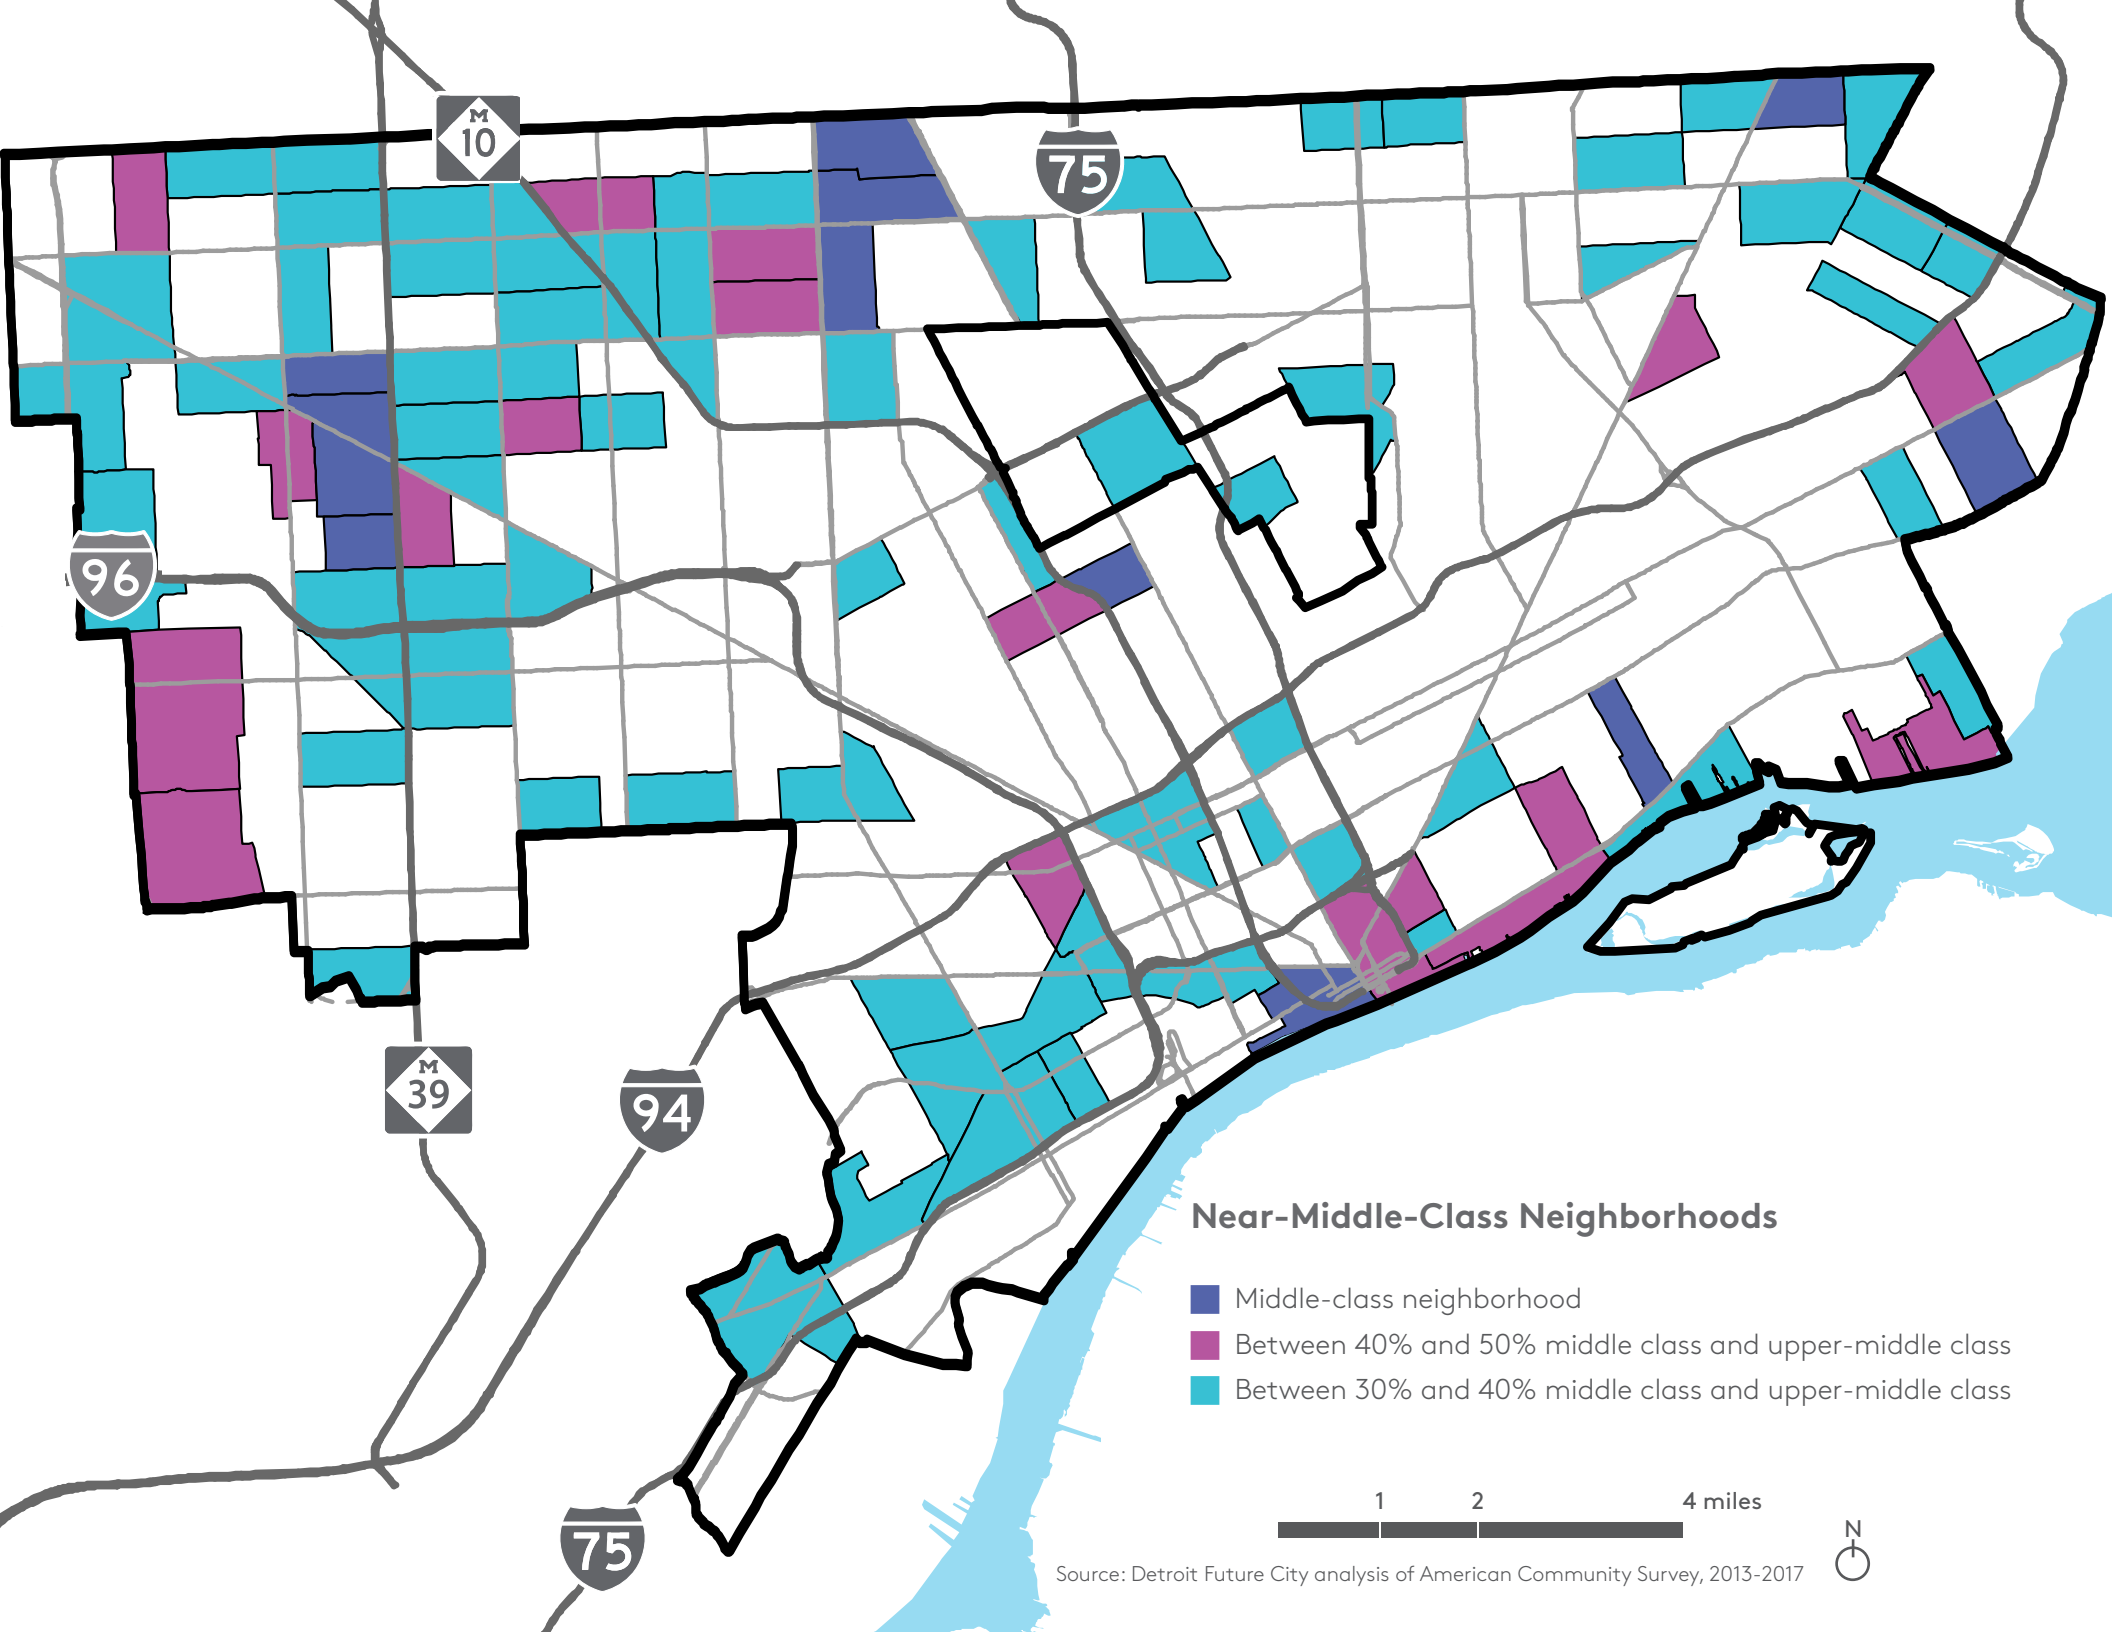 M
10
75
96
M
39
94
Near-Middle-Class Neighborhoods
Middle-class neighborhood
Between 40% and 50% middle class and upper-middle class
Between 30% and 40% middle class and upper-middle class
1 2 4 miles
75
N
Source: Detroit Future City analysis of American Community Survey, 2013-2017